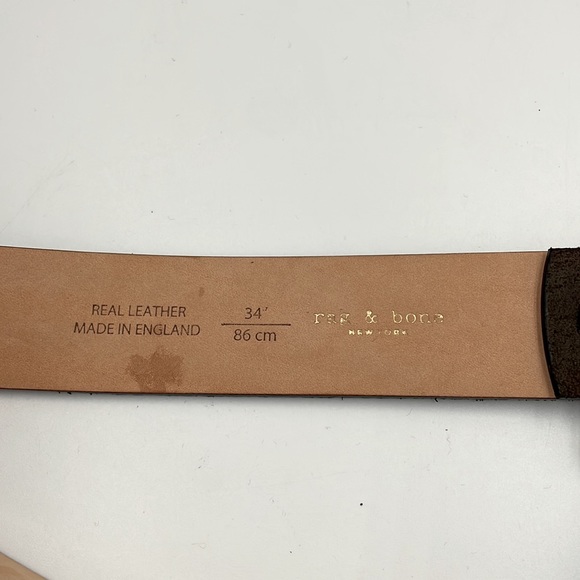 REAL LEATHER
MADE IN ENGLAND
34′
86 cm
rag & bone
NEW YORK